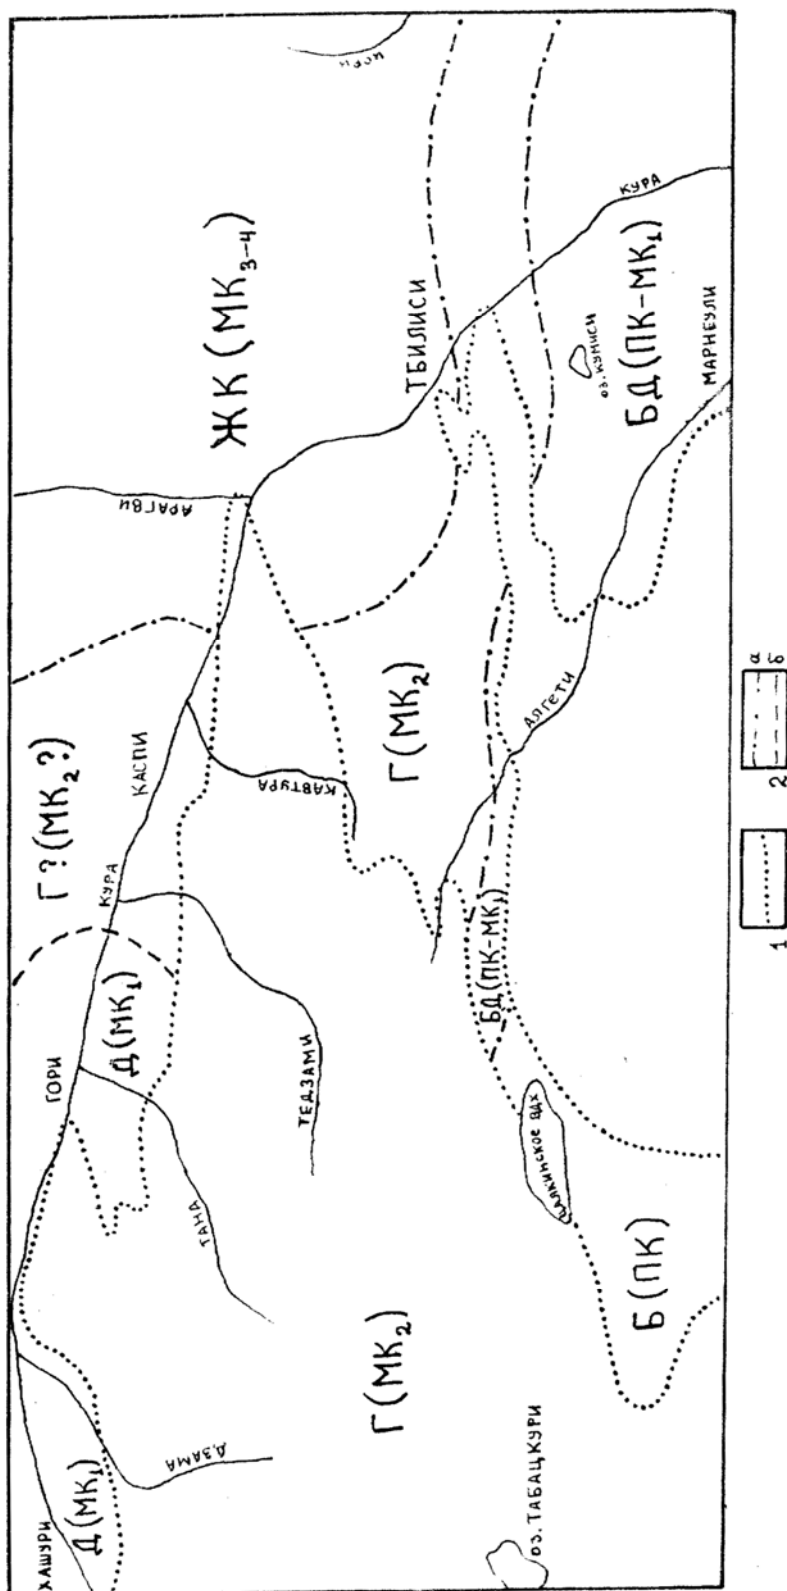 ХАШУРИ
Д(МК₁)
ДЗАМА
ГОРИ
ТАНА
Д(МК₁)
ТЕДЗАМИ
Г?(МК₂?)
КУРА
КАСПИ
КАВТУРА
АРАГВИ
ЖК(МК₃₋₄)
ИОРИ
ТБИЛИСИ
КУРА
Г(МК₂)
Г(МК₂)
АЛГЕТИ
оз. КУМИСИ
БД(ПК-МК₁)
МАРНЕУЛИ
БД(ПК-МК₁)
ЦАЛКИНСКОЕ ВДХ
Б(ПК)
ОЗ. ТАБАЦКУРИ
1
2
а
б